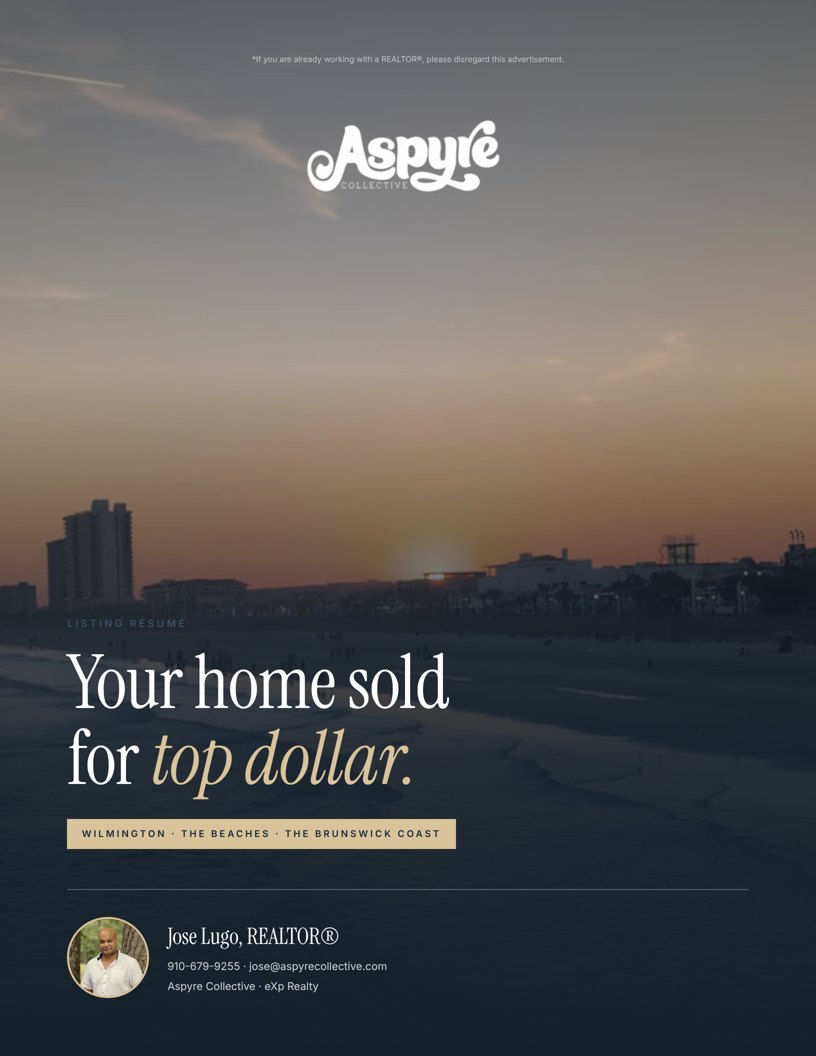 *If you are already working with a REALTOR®, please disregard this advertisement.
Aspyre
COLLECTIVE
LISTING RÉSUMÉ
Your home sold
for top dollar.
WILMINGTON · THE BEACHES · THE BRUNSWICK COAST
Jose Lugo, REALTOR®
910-679-9255 · jose@aspyrecollective.com
Aspyre Collective · eXp Realty